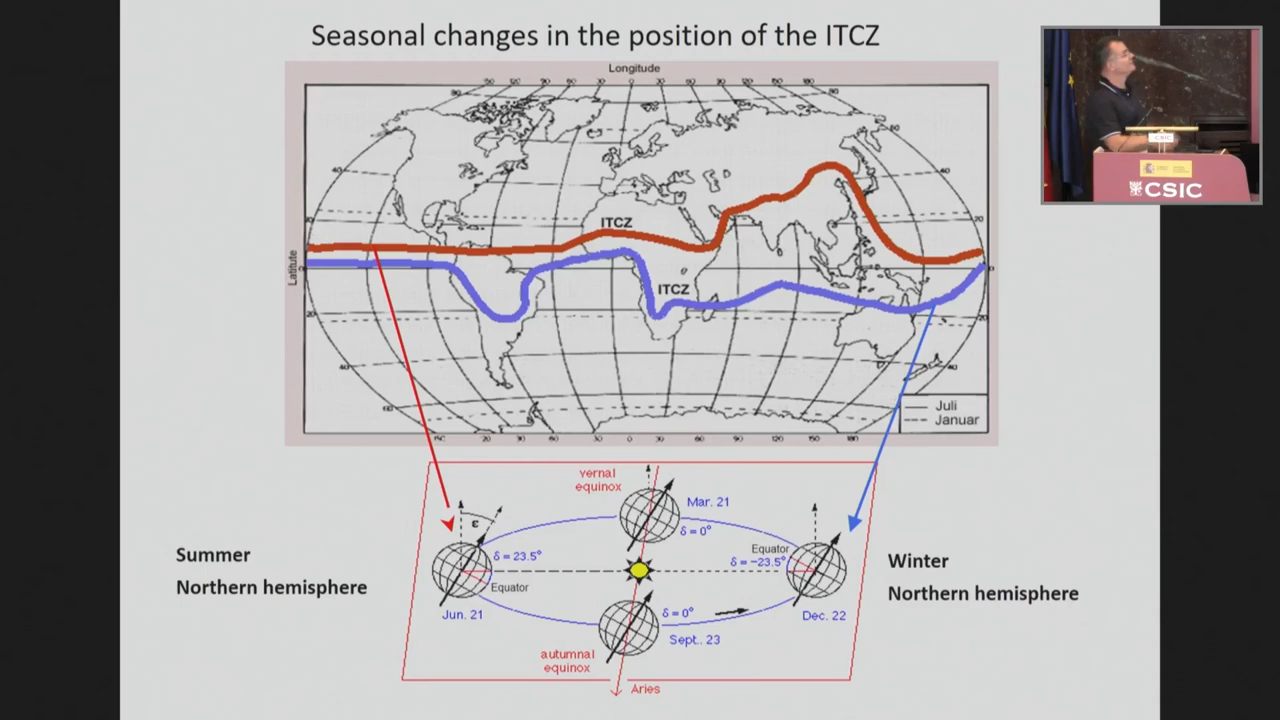 Seasonal changes in the position of the ITCZ
Longitude
Latitude
ITCZ
ITCZ
Juli
Januar
CSIC
CSIC
vernal
equinox
Mar. 21
δ = 0°
ε
δ = 23.5°
Equator
Jun. 21
Equator
δ = −23.5°
Dec. 22
δ = 0°
Sept.. 23
autumnal
equinox
Aries
Summer
Northern hemisphere
Winter
Northern hemisphere